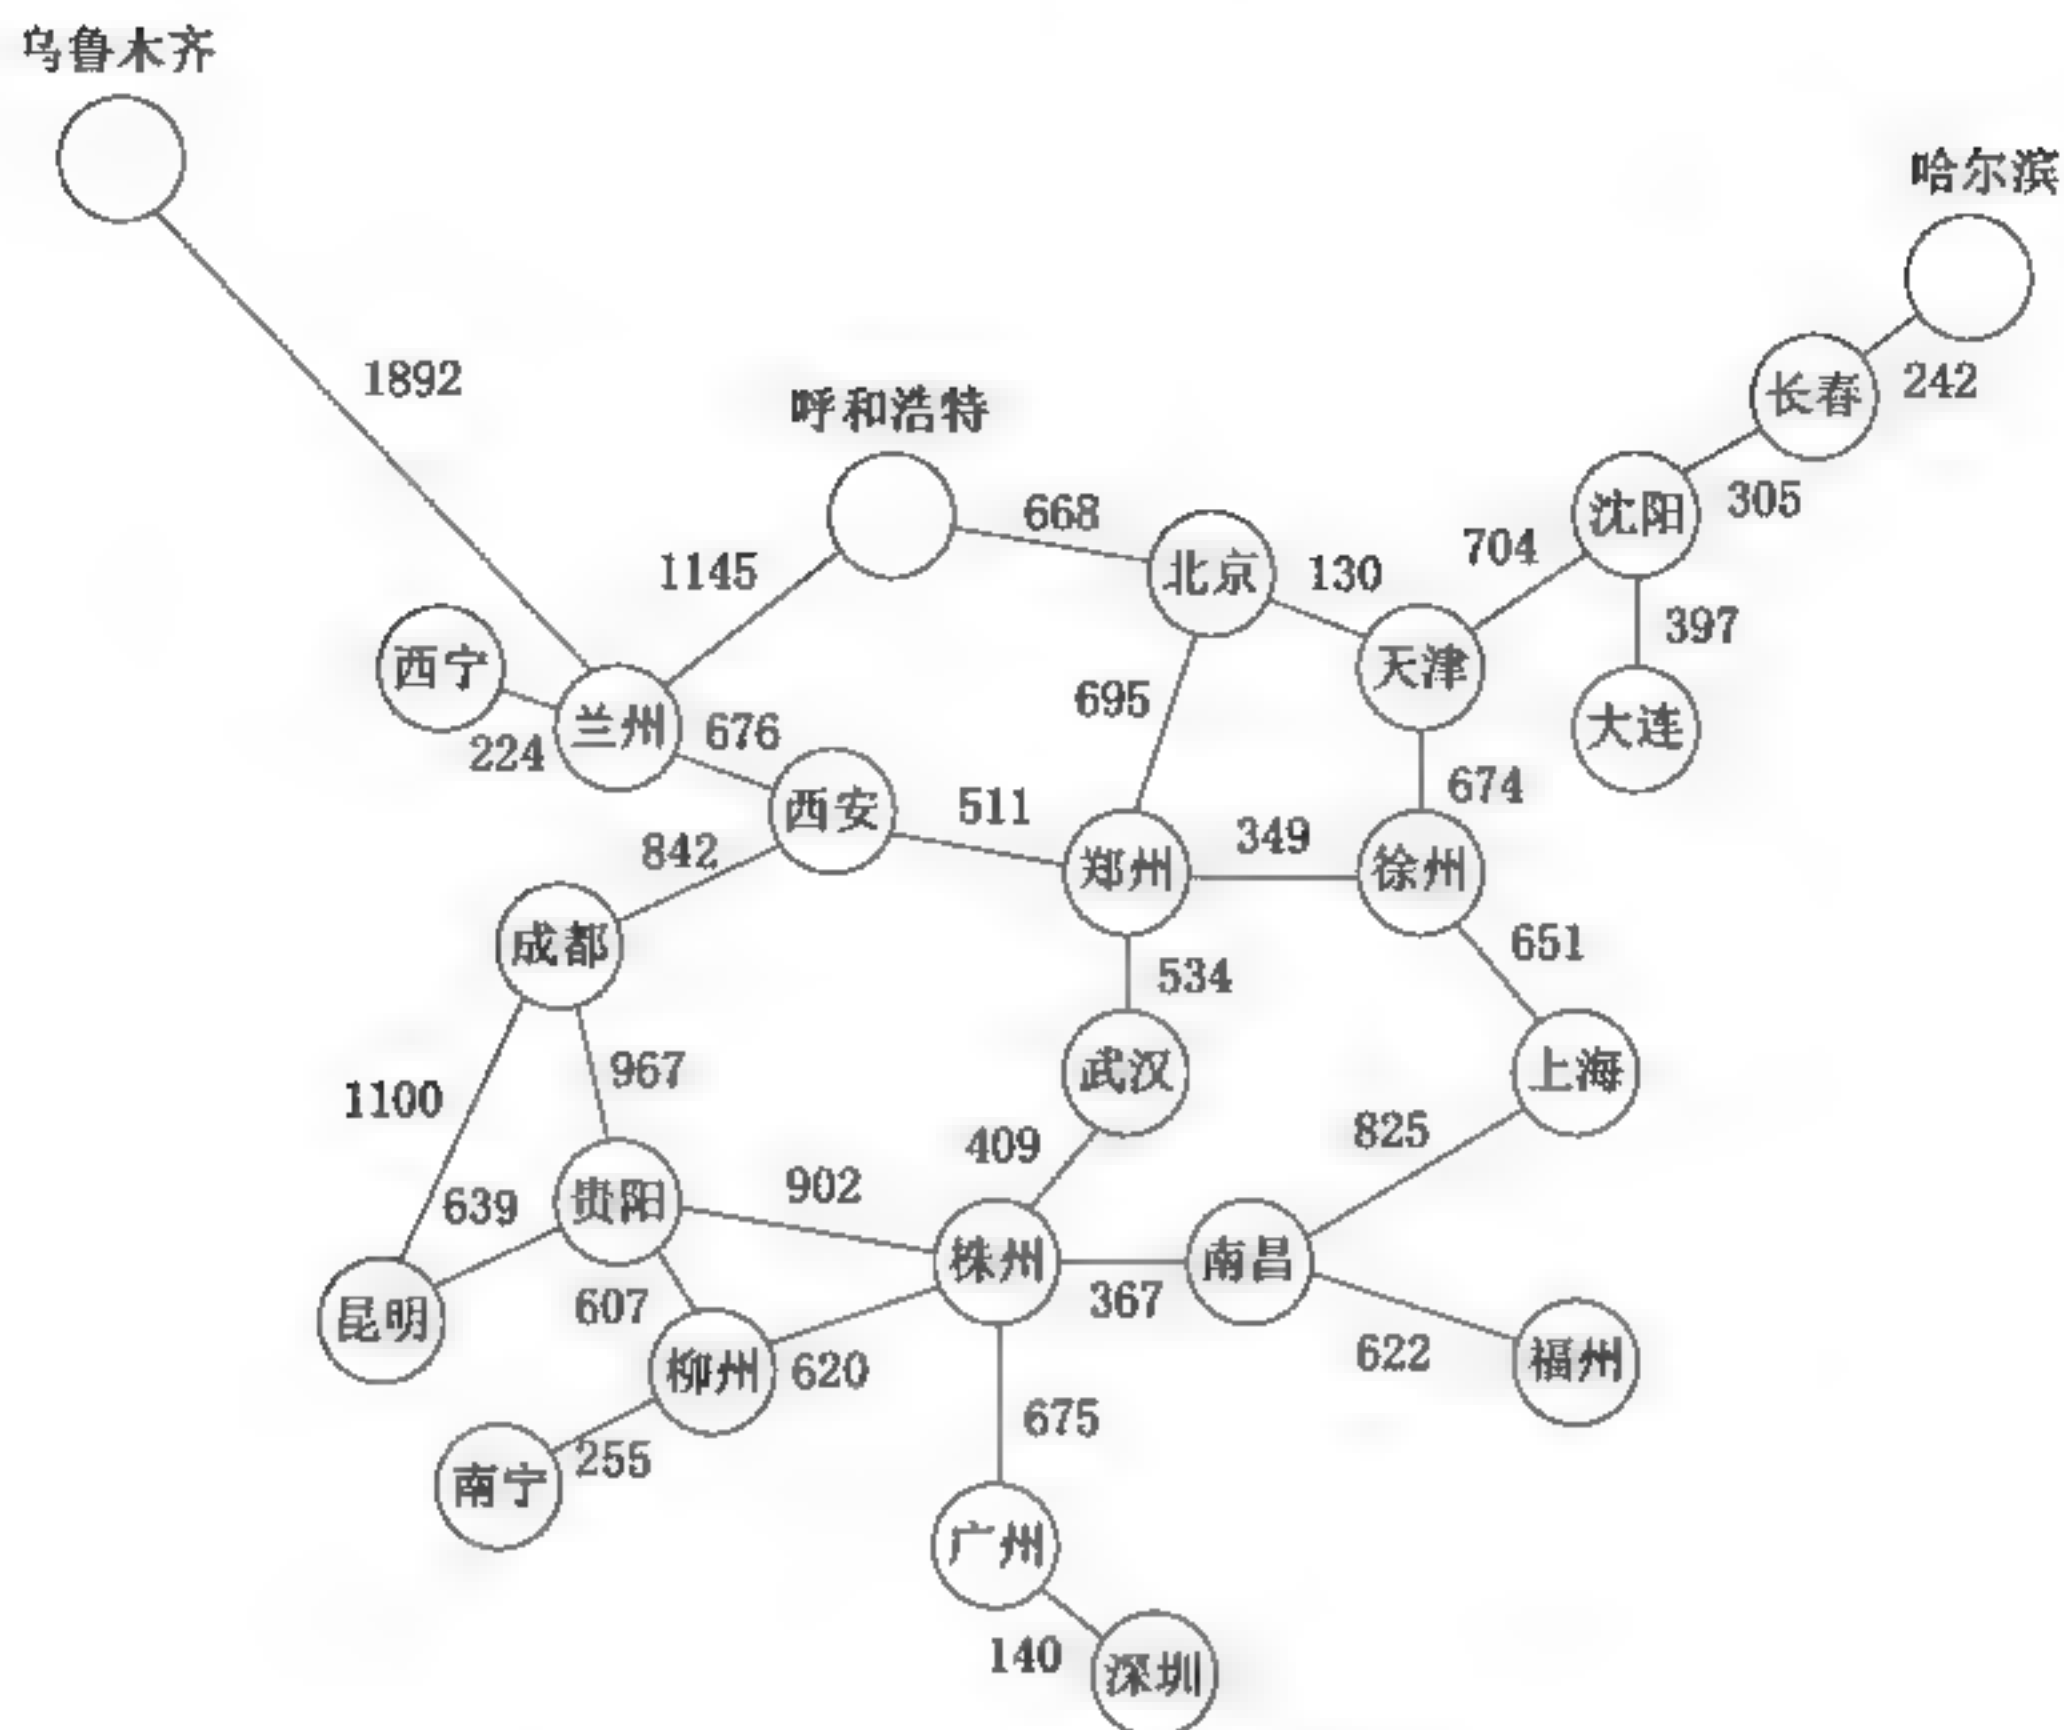 乌鲁木齐
哈尔滨
1892
呼和浩特
长春
242
668
沈阳
305
1145
北京
130
704
西宁
天津
397
695
兰州
676
大连
224
674
西安
511
349
842
郑州
徐州
成都
651
534
967
武汉
上海
1100
409
825
902
639
贵阳
株州
南昌
607
367
昆明
622
福州
柳州
620
675
255
南宁
广州
140
深圳